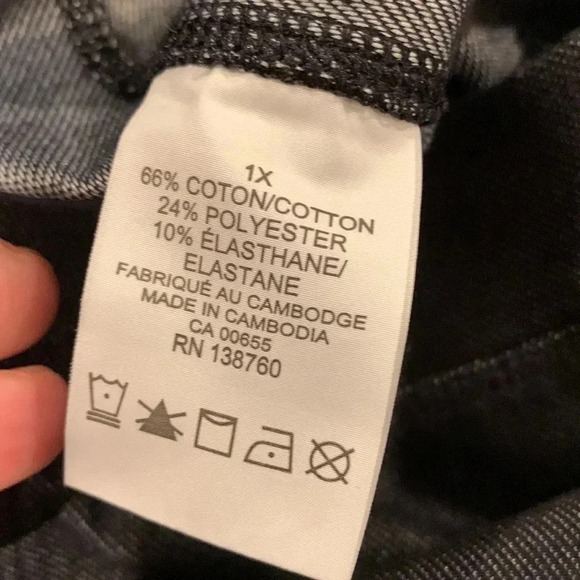 1X
66% COTON/COTTON
24% POLYESTER
10% ÉLASTHANE/
ELASTANE
FABRIQUÉ AU CAMBODGE
MADE IN CAMBODIA
CA 00655
RN 138760